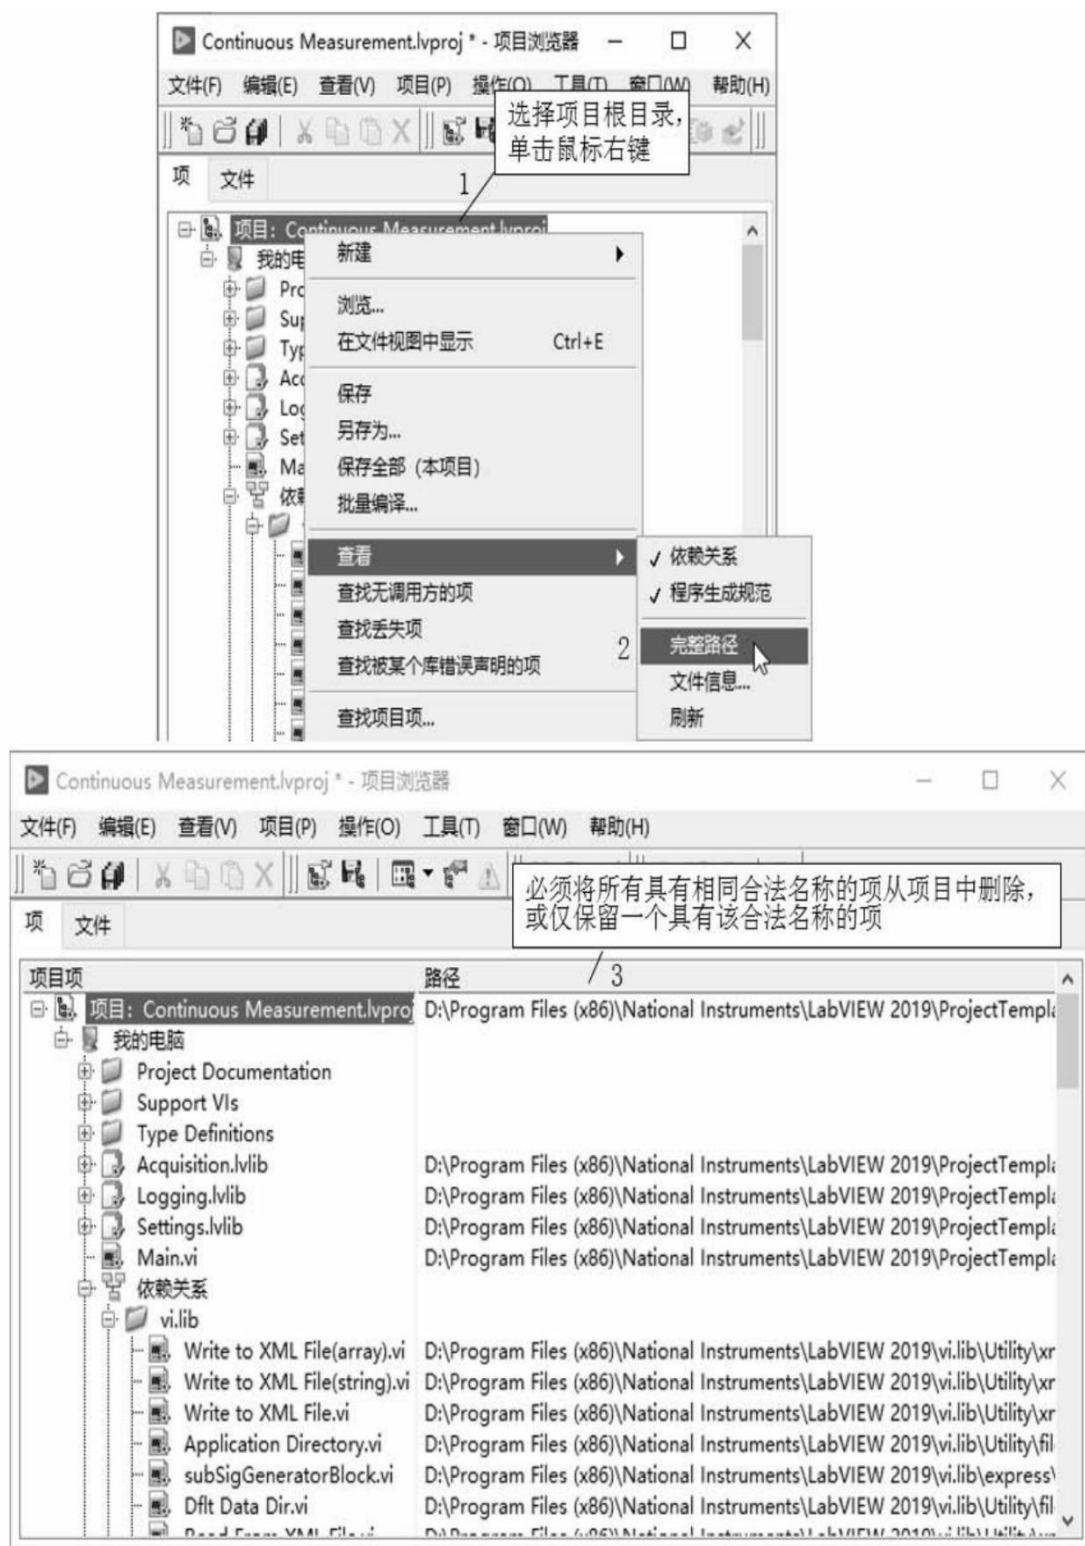 Continuous Measurement.lvproj * - 项目浏览器
文件(F) 编辑(E) 查看(V) 项目(P) 操作(O) 工具(T) 窗口(W) 帮助(H)
选择项目根目录，
单击鼠标右键
项 文件
1
项目: Continuous Measurement.lvproj
我的电
Pro
Sup
Typ
Acc
Log
Set
Ma
依赖
新建
浏览...
在文件视图中显示 Ctrl+E
保存
另存为...
保存全部 (本项目)
批量编译...
查看
查找无调用方的项
查找丢失项
查找被某个库错误声明的项
查找项目项...
✓ 依赖关系
✓ 程序生成规范
2
完整路径
文件信息...
刷新
Continuous Measurement.lvproj * - 项目浏览器
文件(F) 编辑(E) 查看(V) 项目(P) 操作(O) 工具(T) 窗口(W) 帮助(H)
必须将所有具有相同合法名称的项从项目中删除，
或仅保留一个具有该合法名称的项
项 文件
3
项目项 路径
项目: Continuous Measurement.lvproj D:\Program Files (x86)\National Instruments\LabVIEW 2019\ProjectTempla
我的电脑
Project Documentation
Support VIs
Type Definitions
Acquisition.lvlib D:\Program Files (x86)\National Instruments\LabVIEW 2019\ProjectTempla
Logging.lvlib D:\Program Files (x86)\National Instruments\LabVIEW 2019\ProjectTempla
Settings.lvlib D:\Program Files (x86)\National Instruments\LabVIEW 2019\ProjectTempla
Main.vi D:\Program Files (x86)\National Instruments\LabVIEW 2019\ProjectTempla
依赖关系
vi.lib
Write to XML File(array).vi D:\Program Files (x86)\National Instruments\LabVIEW 2019\vi.lib\Utility\xr
Write to XML File(string).vi D:\Program Files (x86)\National Instruments\LabVIEW 2019\vi.lib\Utility\xr
Write to XML File.vi D:\Program Files (x86)\National Instruments\LabVIEW 2019\vi.lib\Utility\xr
Application Directory.vi D:\Program Files (x86)\National Instruments\LabVIEW 2019\vi.lib\Utility\fil
subSigGeneratorBlock.vi D:\Program Files (x86)\National Instruments\LabVIEW 2019\vi.lib\express\
Dflt Data Dir.vi D:\Program Files (x86)\National Instruments\LabVIEW 2019\vi.lib\Utility\fil